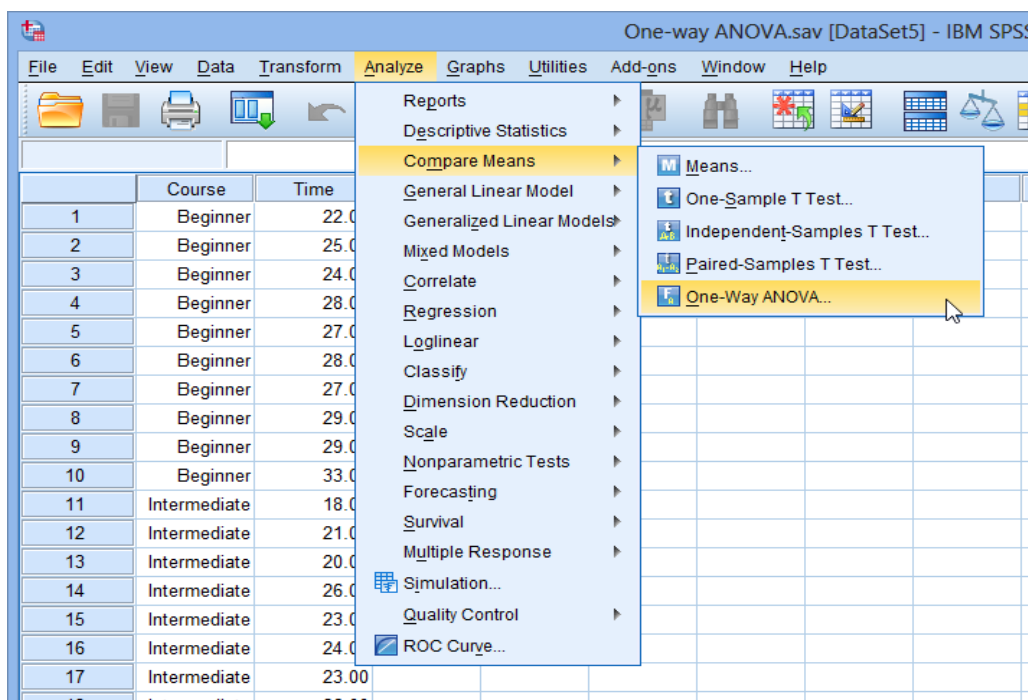 One-way ANOVA.sav [DataSet5] - IBM SPSS
File Edit View Data Transform Analyze Graphs Utilities Add-ons Window Help
Reports
Descriptive Statistics
Compare Means
General Linear Model
Generalized Linear Models
Mixed Models
Correlate
Regression
Loglinear
Classify
Dimension Reduction
Scale
Nonparametric Tests
Forecasting
Survival
Multiple Response
Simulation...
Quality Control
ROC Curve...
Means...
One-Sample T Test...
Independent-Samples T Test...
Paired-Samples T Test...
One-Way ANOVA...
Course Time
1 Beginner 22.0
2 Beginner 25.0
3 Beginner 24.0
4 Beginner 28.0
5 Beginner 27.0
6 Beginner 28.0
7 Beginner 27.0
8 Beginner 29.0
9 Beginner 29.0
10 Beginner 33.0
11 Intermediate 18.0
12 Intermediate 21.0
13 Intermediate 20.0
14 Intermediate 26.0
15 Intermediate 23.0
16 Intermediate 24.0
17 Intermediate 23.00